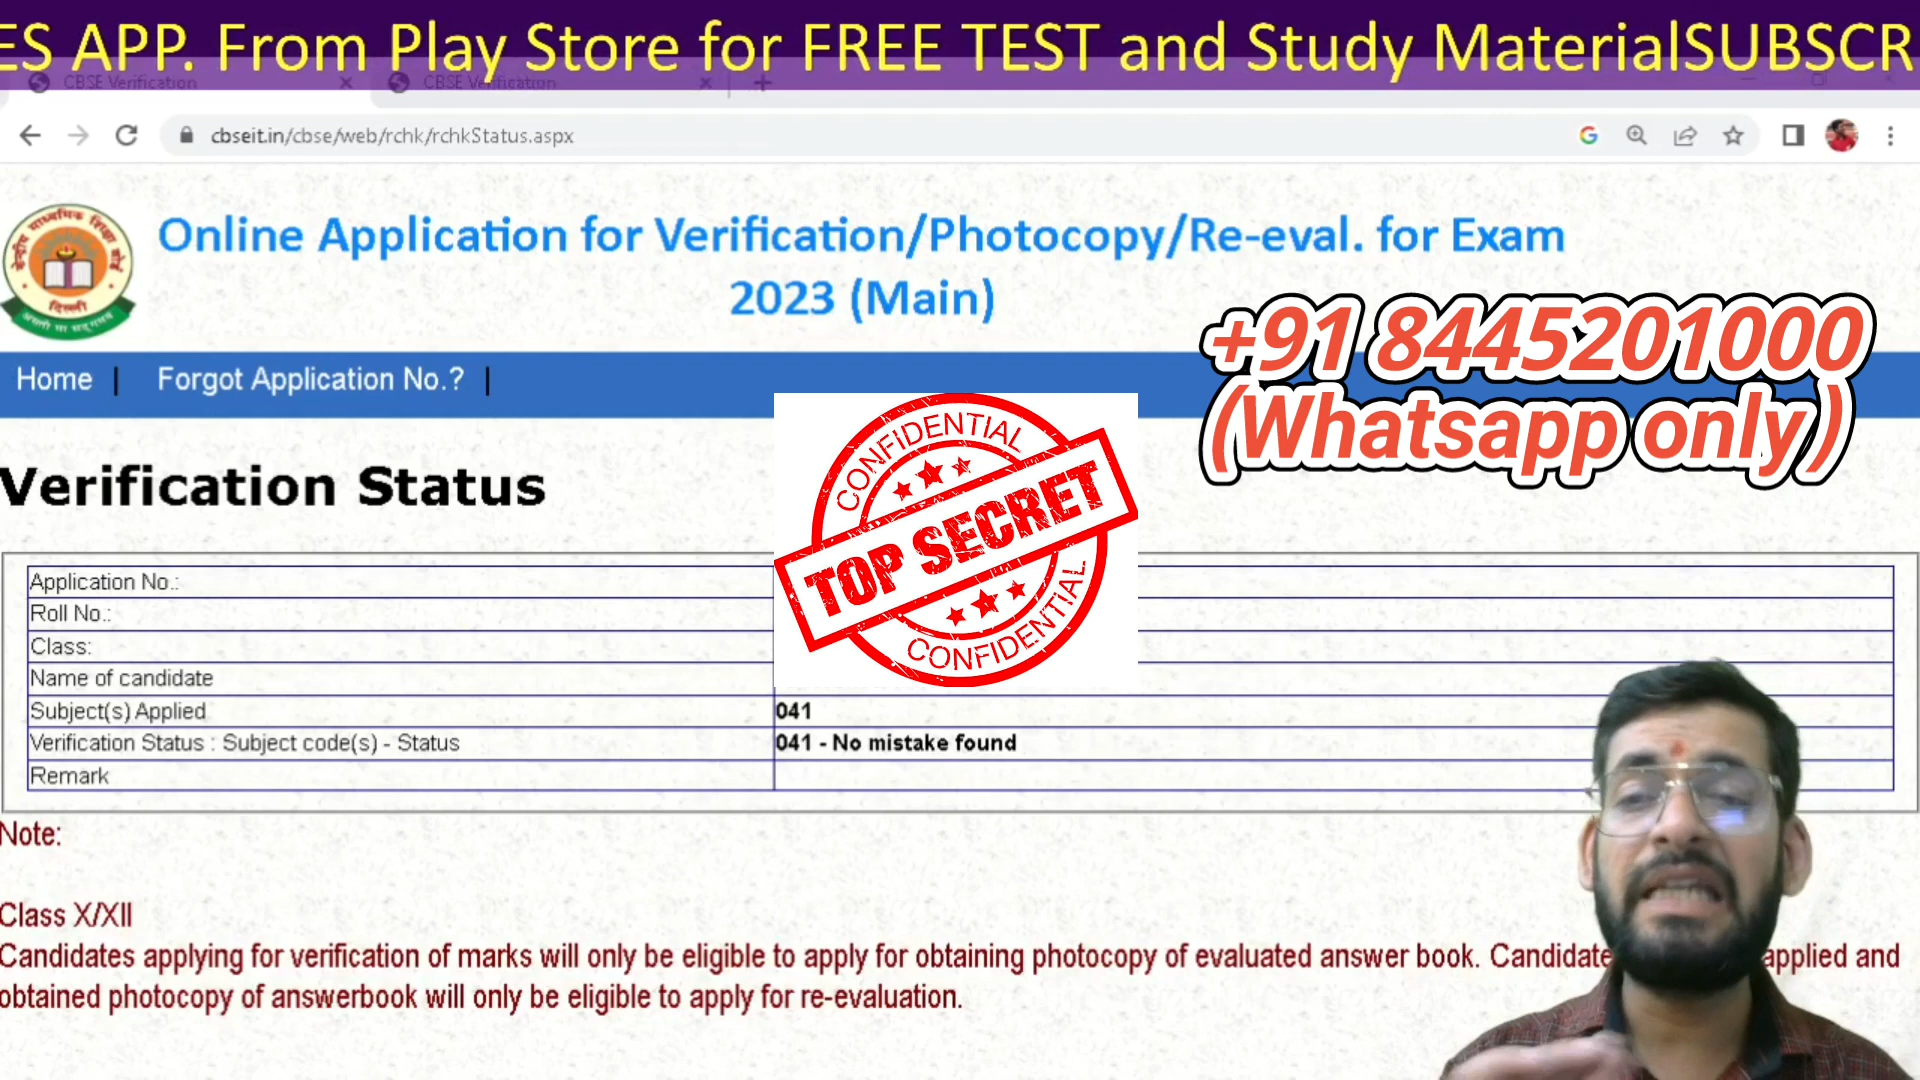 ES APP. From Play Store for FREE TEST and Study MaterialSUBSCR
CBSE Verification
CBSE Verification
cbseit.in/cbse/web/rchk/rchkStatus.aspx
केन्द्रीय माध्यमिक शिक्षा बोर्ड
दिल्ली
असतो मा सद्गमय
Online Application for Verification/Photocopy/Re-eval. for Exam
2023 (Main)
+91 8445201000
(Whatsapp only)
Home | Forgot Application No.? |
CONFIDENTIAL
TOP SECRET
CONFIDENTIAL
Verification Status
Application No.:
Roll No.:
Class:
Name of candidate
Subject(s) Applied 041
Verification Status : Subject code(s) - Status 041 - No mistake found
Remark
Note:
Class X/XII
Candidates applying for verification of marks will only be eligible to apply for obtaining photocopy of evaluated answer book. Candidate applied and
obtained photocopy of answerbook will only be eligible to apply for re-evaluation.